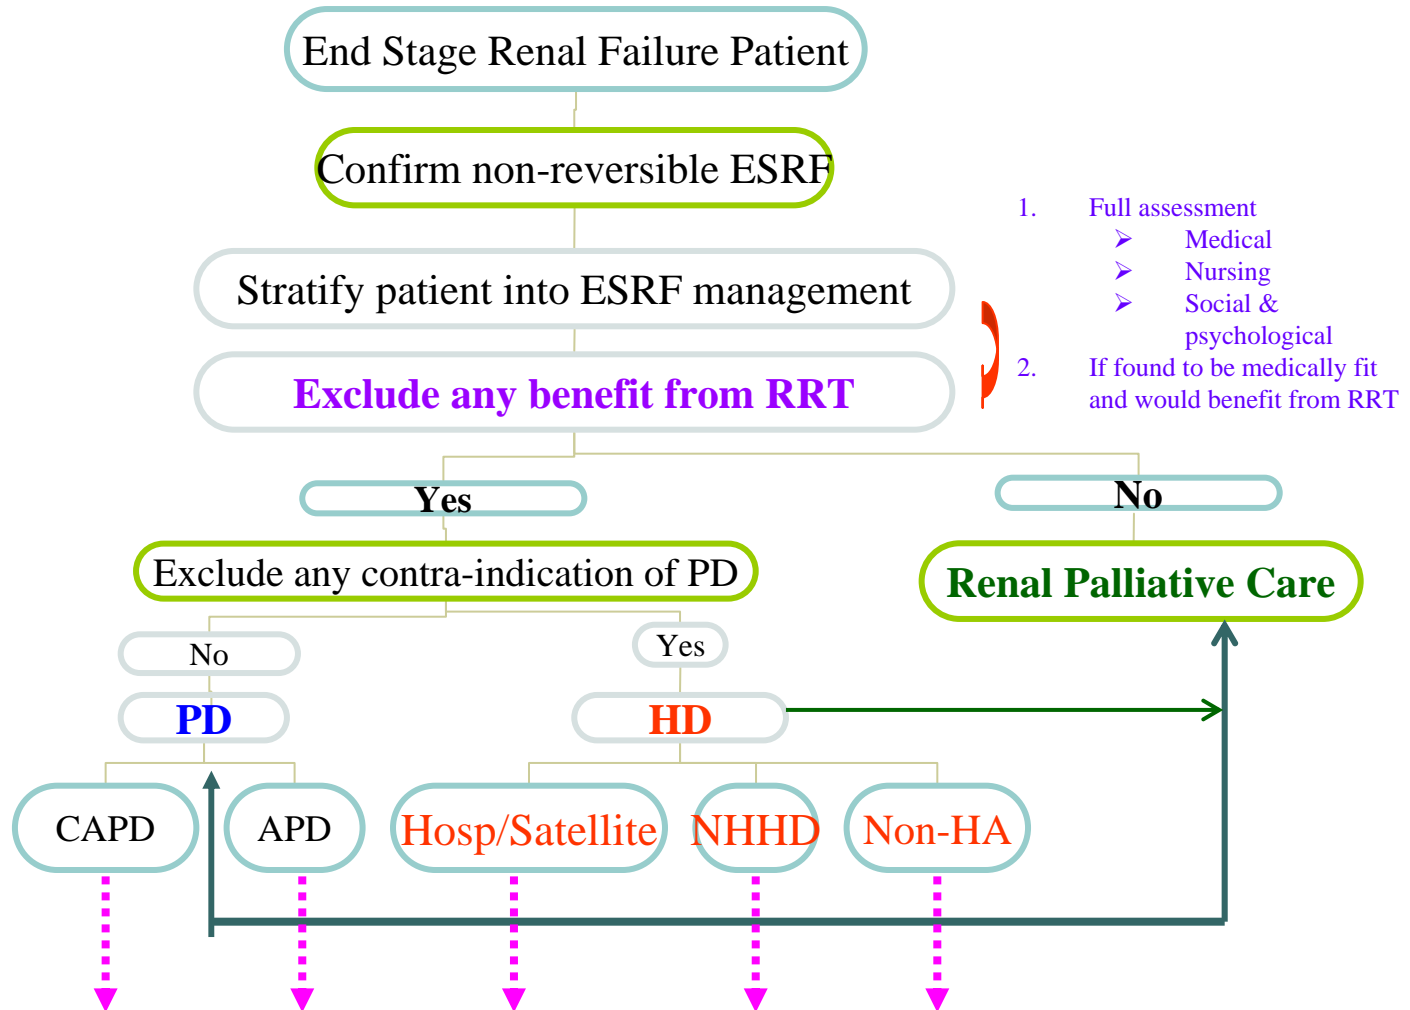 End Stage Renal Failure Patient
Confirm non-reversible ESRF
Stratify patient into ESRF management
Exclude any benefit from RRT
1. Full assessment
➢ Medical
➢ Nursing
➢ Social &
psychological
2. If found to be medically fit
and would benefit from RRT
Yes
No
Exclude any contra-indication of PD
Renal Palliative Care
No
Yes
PD
HD
CAPD
APD
Hosp/Satellite
NHHD
Non-HA